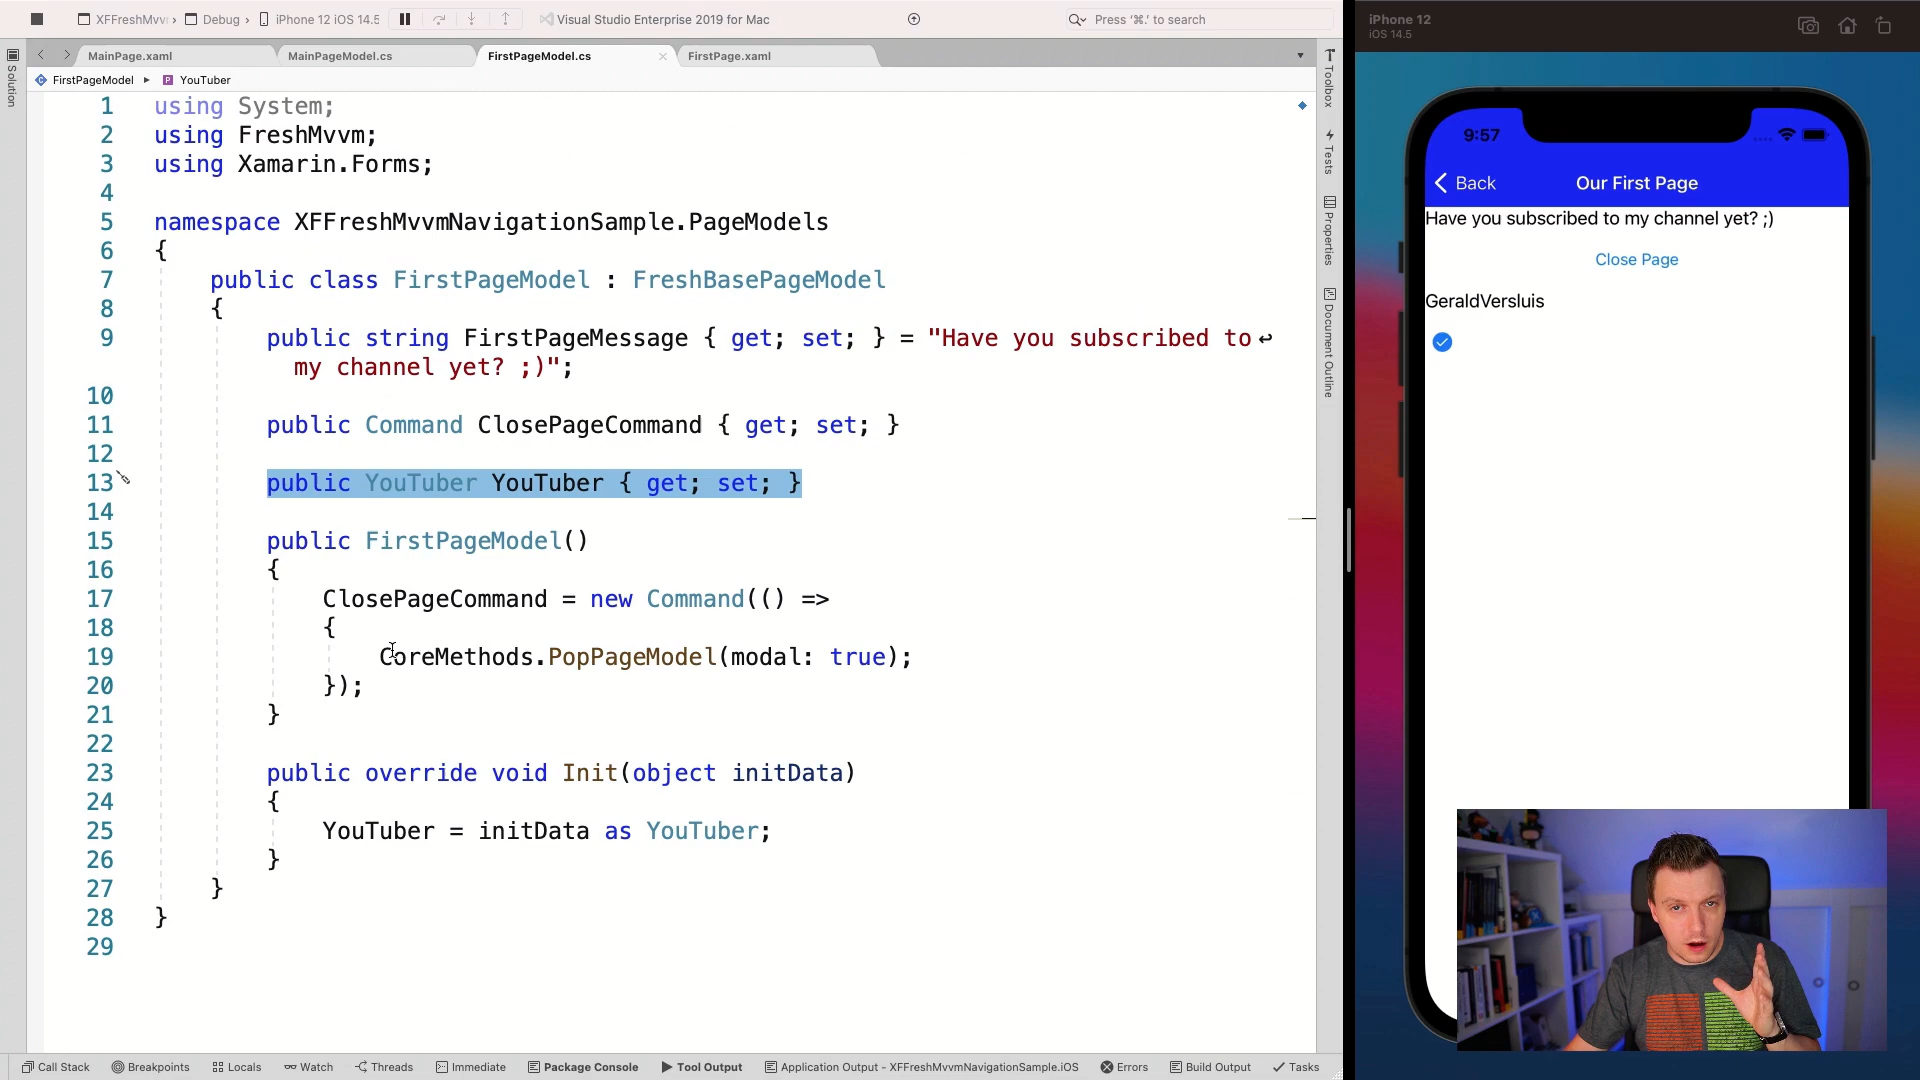 XFFreshMvv › Debug › iPhone 12 iOS 14.5 Visual Studio Enterprise 2019 for Mac Press ‘⌘.’ to search
MainPage.xaml MainPageModel.cs FirstPageModel.cs FirstPage.xaml
FirstPageModel YouTuber
Solution
1 using System;
2 using FreshMvvm;
3 using Xamarin.Forms;
4
5 namespace XFFreshMvvmNavigationSample.PageModels
6 {
7 public class FirstPageModel : FreshBasePageModel
8 {
9 public string FirstPageMessage { get; set; } = "Have you subscribed to
my channel yet? ;)";
10
11 public Command ClosePageCommand { get; set; }
12
13 public YouTuber YouTuber { get; set; }
14
15 public FirstPageModel()
16 {
17 ClosePageCommand = new Command(() =>
18 {
19 CoreMethods.PopPageModel(modal: true);
20 });
21 }
22
23 public override void Init(object initData)
24 {
25 YouTuber = initData as YouTuber;
26 }
27 }
28 }
29
Toolbox
Tests
Properties
Document Outline
Call Stack Breakpoints Locals Watch Threads Immediate Package Console Tool Output Application Output - XFFreshMvvmNavigationSample.iOS Errors Build Output Tasks
iPhone 12
iOS 14.5
9:57
Back Our First Page
Have you subscribed to my channel yet? ;)
Close Page
GeraldVersluis